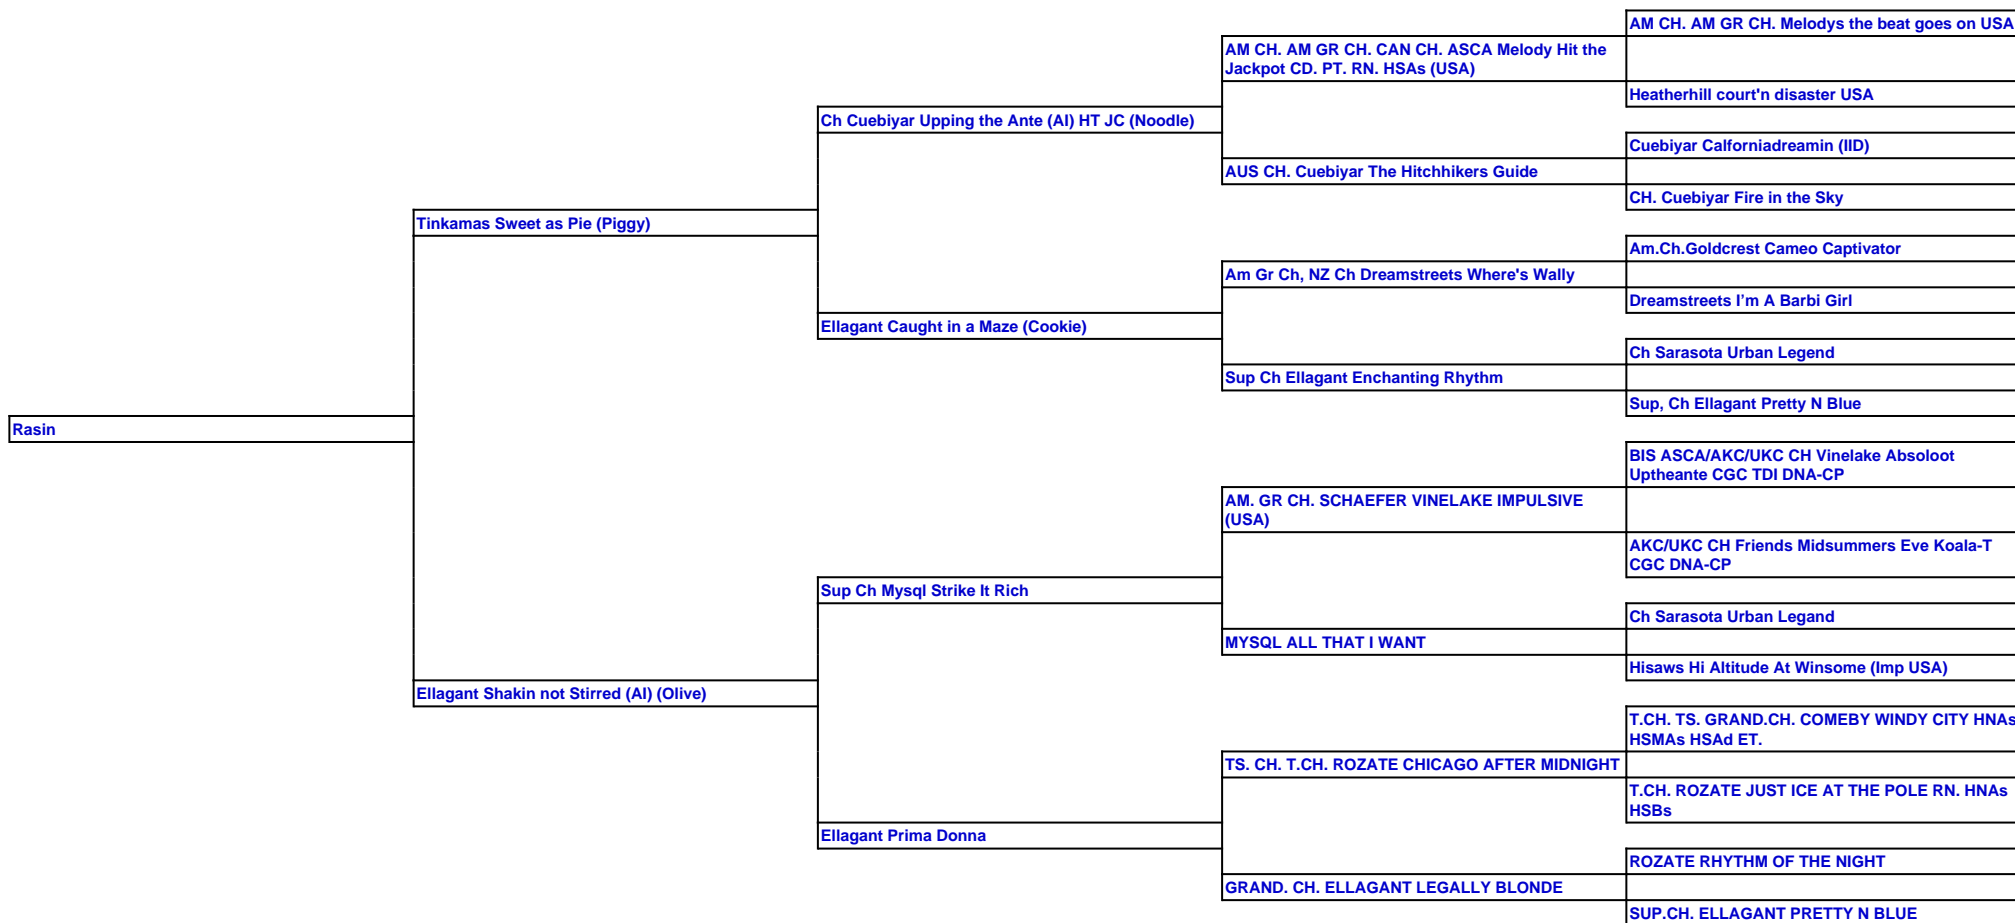 AM CH. AM GR CH. Melodys the beat goes on USA
AM CH. AM GR CH. CAN CH. ASCA Melody Hit the
Jackpot CD. PT. RN. HSAs (USA)
Heatherhill court'n disaster USA
Ch Cuebiyar Upping the Ante (AI) HT JC (Noodle)
Cuebiyar Calforniadreamin (IID)
AUS CH. Cuebiyar The Hitchhikers Guide
CH. Cuebiyar Fire in the Sky
Tinkamas Sweet as Pie (Piggy)
Am.Ch.Goldcrest Cameo Captivator
Am Gr Ch, NZ Ch Dreamstreets Where's Wally
Dreamstreets I’m A Barbi Girl
Ellagant Caught in a Maze (Cookie)
Ch Sarasota Urban Legend
Sup Ch Ellagant Enchanting Rhythm
Sup, Ch Ellagant Pretty N Blue
Rasin
BIS ASCA/AKC/UKC CH Vinelake Absoloot
Uptheante CGC TDI DNA-CP
AM. GR CH. SCHAEFER VINELAKE IMPULSIVE
(USA)
AKC/UKC CH Friends Midsummers Eve Koala-T
CGC DNA-CP
Sup Ch Mysql Strike It Rich
Ch Sarasota Urban Legand
MYSQL ALL THAT I WANT
Hisaws Hi Altitude At Winsome (Imp USA)
Ellagant Shakin not Stirred (AI) (Olive)
T.CH. TS. GRAND.CH. COMEBY WINDY CITY HNAs
HSMAs HSAd ET.
TS. CH. T.CH. ROZATE CHICAGO AFTER MIDNIGHT
T.CH. ROZATE JUST ICE AT THE POLE RN. HNAs
HSBs
Ellagant Prima Donna
ROZATE RHYTHM OF THE NIGHT
GRAND. CH. ELLAGANT LEGALLY BLONDE
SUP.CH. ELLAGANT PRETTY N BLUE